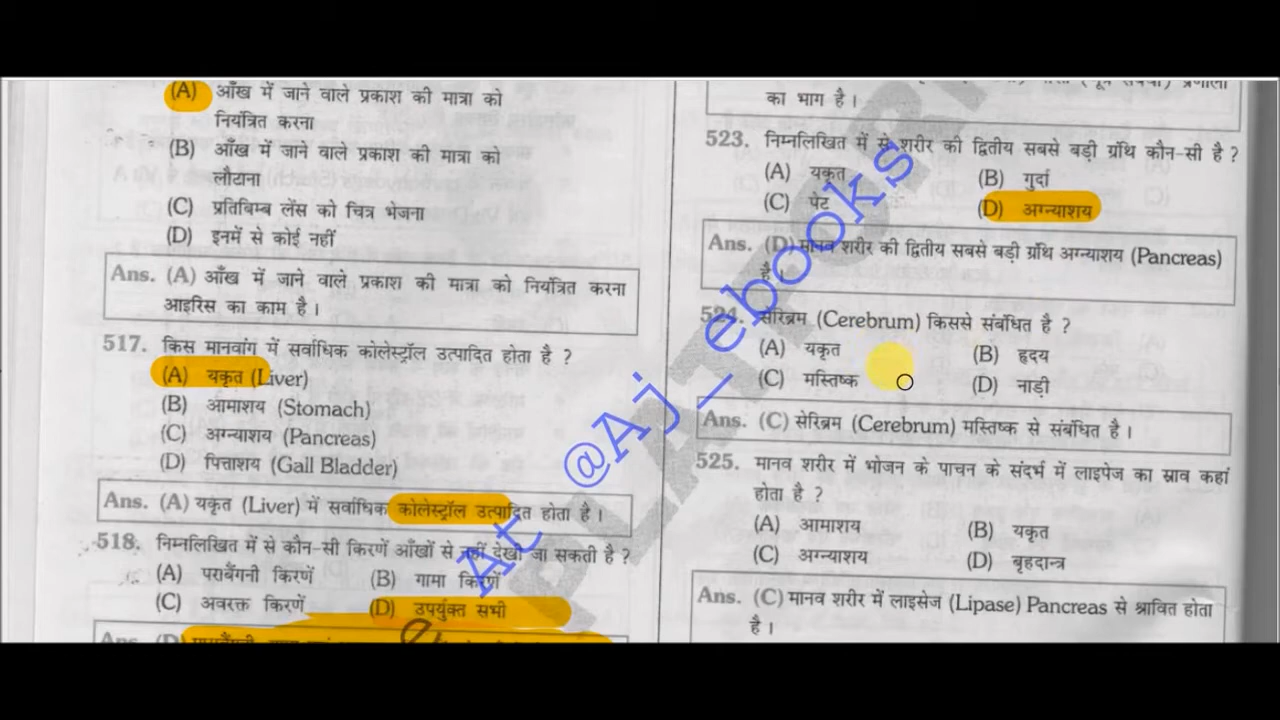 (A) आँख में जाने वाले प्रकाश की मात्रा को
नियंत्रित करना
(B) आँख में जाने वाले प्रकाश की मात्रा को
लौटाना
(C) प्रतिबिम्ब लेंस को चित्र भेजना
(D) इनमें से कोई नहीं
Ans. (A) आँख में जाने वाले प्रकाश की मात्रा को नियंत्रित करना
आइरिस का काम है।
517. किस मानवांग में सर्वाधिक कोलेस्ट्रॉल उत्पादित होता है ?
(A) यकृत (Liver)
(B) आमाशय (Stomach)
(C) अग्न्याशय (Pancreas)
(D) पित्ताशय (Gall Bladder)
Ans. (A) यकृत (Liver) में सर्वाधिक कोलेस्ट्रॉल उत्पादित होता है।
518. निम्नलिखित में से कौन-सी किरणें आँखों से नहीं देखी जा सकती है ?
(A) पराबैंगनी किरणें (B) गामा किरणें
(C) अवरक्त किरणें (D) उपर्युक्त सभी
Ans. (D)
का भाग है।
523. निम्नलिखित में से शरीर की द्वितीय सबसे बड़ी ग्रंथि कौन-सी है ?
(A) यकृत (B) गुर्दा
(C) पेट (D) अग्न्याशय
Ans. (D) मानव शरीर की द्वितीय सबसे बड़ी ग्रंथि अग्न्याशय (Pancreas)
है।
524. सेरिब्रम (Cerebrum) किससे संबंधित है ?
(A) यकृत (B) हृदय
(C) मस्तिष्क (D) नाड़ी
Ans. (C) सेरिब्रम (Cerebrum) मस्तिष्क से संबंधित है।
525. मानव शरीर में भोजन के पाचन के संदर्भ में लाइपेज का स्राव कहां
होता है ?
(A) आमाशय (B) यकृत
(C) अग्न्याशय (D) बृहदान्त्र
Ans. (C) मानव शरीर में लाइसेज (Lipase) Pancreas से श्रावित होता
है।
At @Aj_ebooks